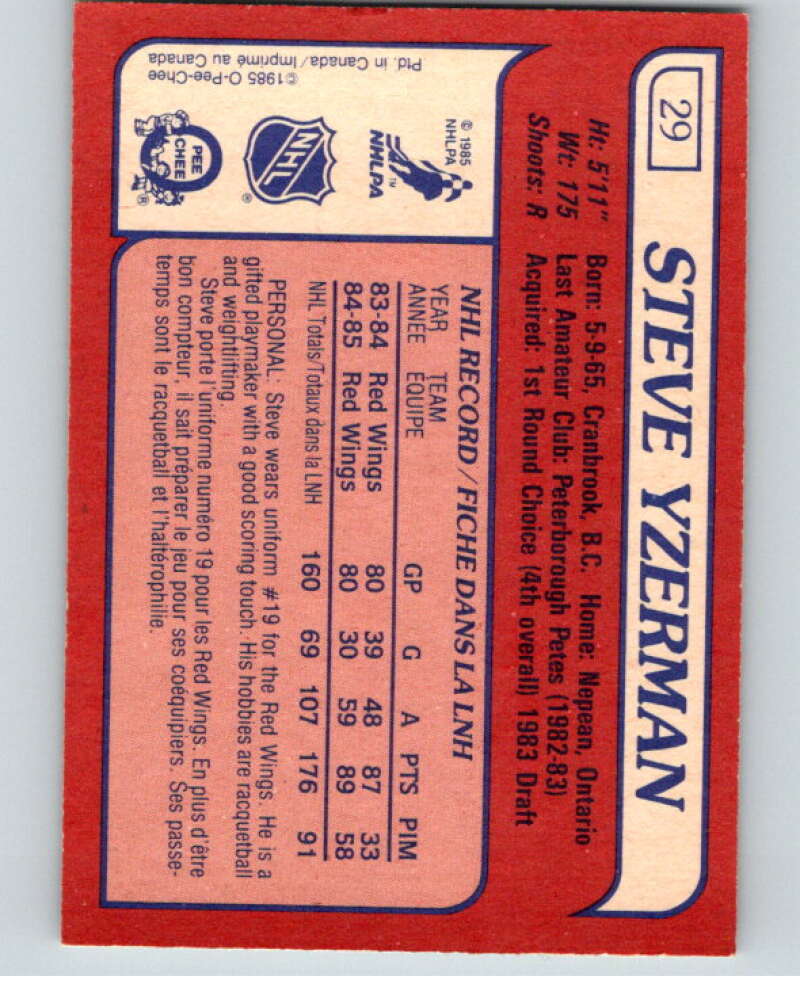 29
STEVE YZERMAN
Ht: 5'11" Born: 5-9-65, Cranbrook, B.C. Home: Nepean, Ontario
Wt: 175 Last Amateur Club: Peterborough Petes (1982-83)
Shoots: R Acquired: 1st Round Choice (4th overall) 1983 Draft
© 1985
NHLPA
NHLPA™
NHL®
O PEE CHEE®
©1985 O-Pee-Chee
Ptd. in Canada/Imprimé au Canada
NHL RECORD/FICHE DANS LA LNH
YEAR TEAM
ANNÉE ÉQUIPE GP G A PTS PIM
83-84 Red Wings 80 39 48 87 33
84-85 Red Wings 80 30 59 89 58
NHL Totals/Totaux dans la LNH 160 69 107 176 91
PERSONAL: Steve wears uniform #19 for the Red Wings. He is a
gifted playmaker with a good scoring touch. His hobbies are racquetball
and weightlifting.
Steve porte l'uniforme numéro 19 pour les Red Wings. En plus d'être
bon compteur, il sait préparer le jeu pour ses coéquipiers. Ses passe-
temps sont le racquetball et l'haltérophilie.